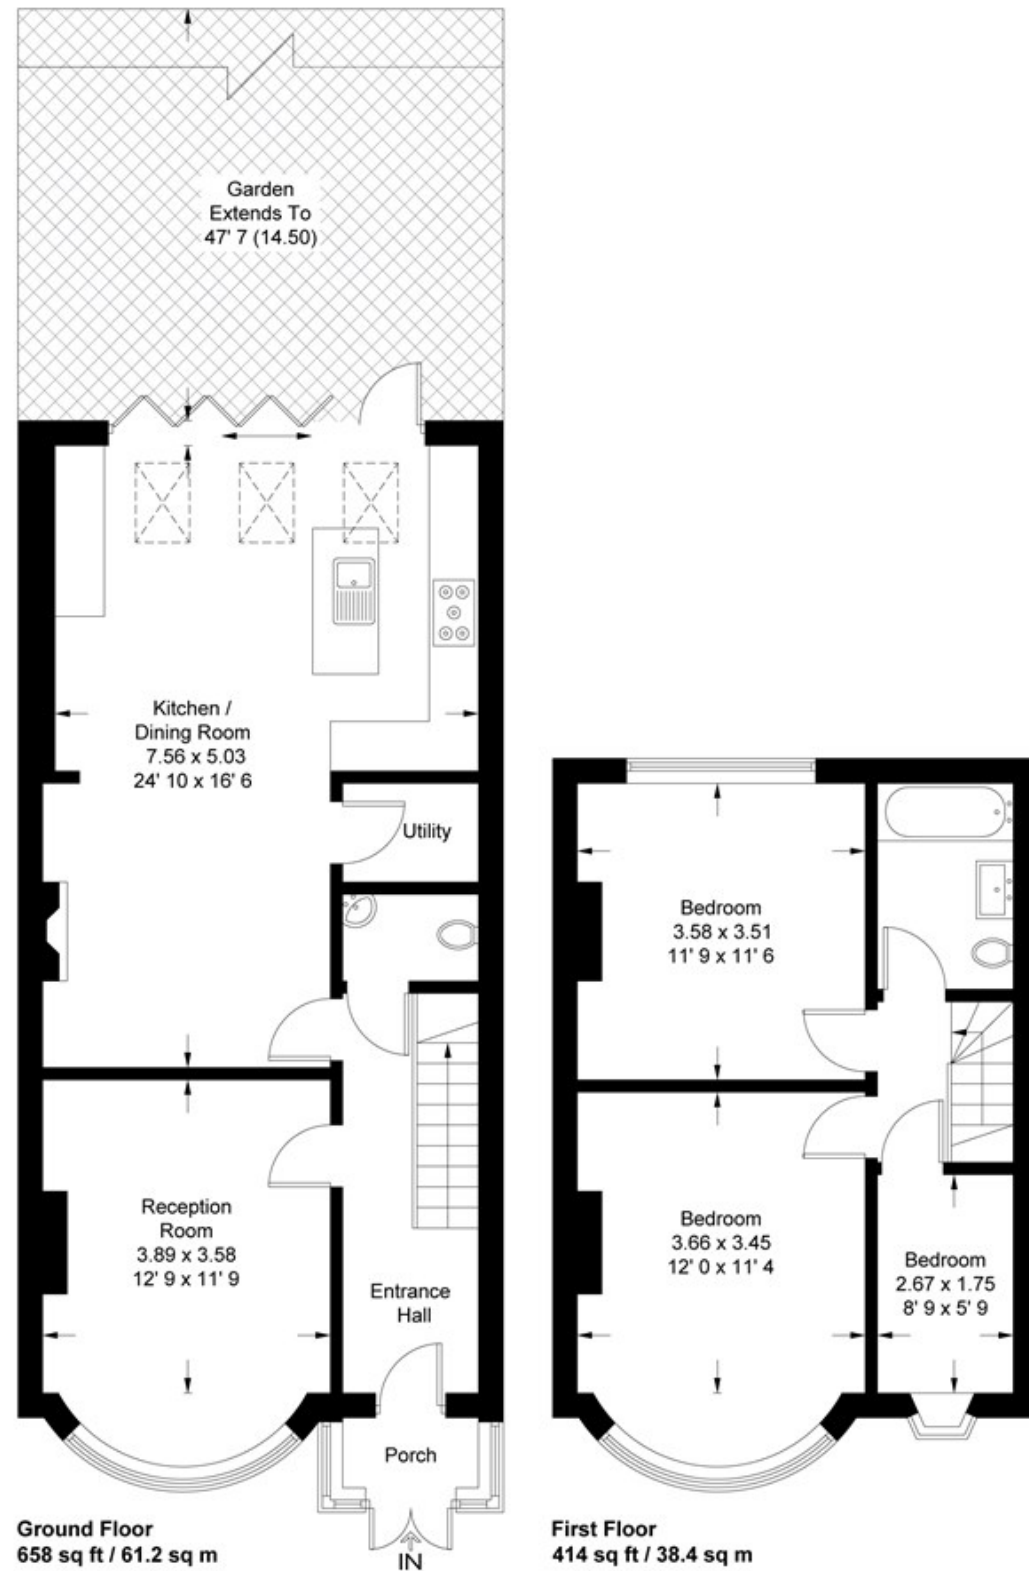 Garden
Extends To
47' 7 (14.50)
Kitchen /
Dining Room
7.56 x 5.03
24' 10 x 16' 6
Utility
Reception
Room
3.89 x 3.58
12' 9 x 11' 9
Entrance
Hall
Porch
IN
Ground Floor
658 sq ft / 61.2 sq m
Bedroom
3.58 x 3.51
11' 9 x 11' 6
Bedroom
3.66 x 3.45
12' 0 x 11' 4
Bedroom
2.67 x 1.75
8' 9 x 5' 9
First Floor
414 sq ft / 38.4 sq m